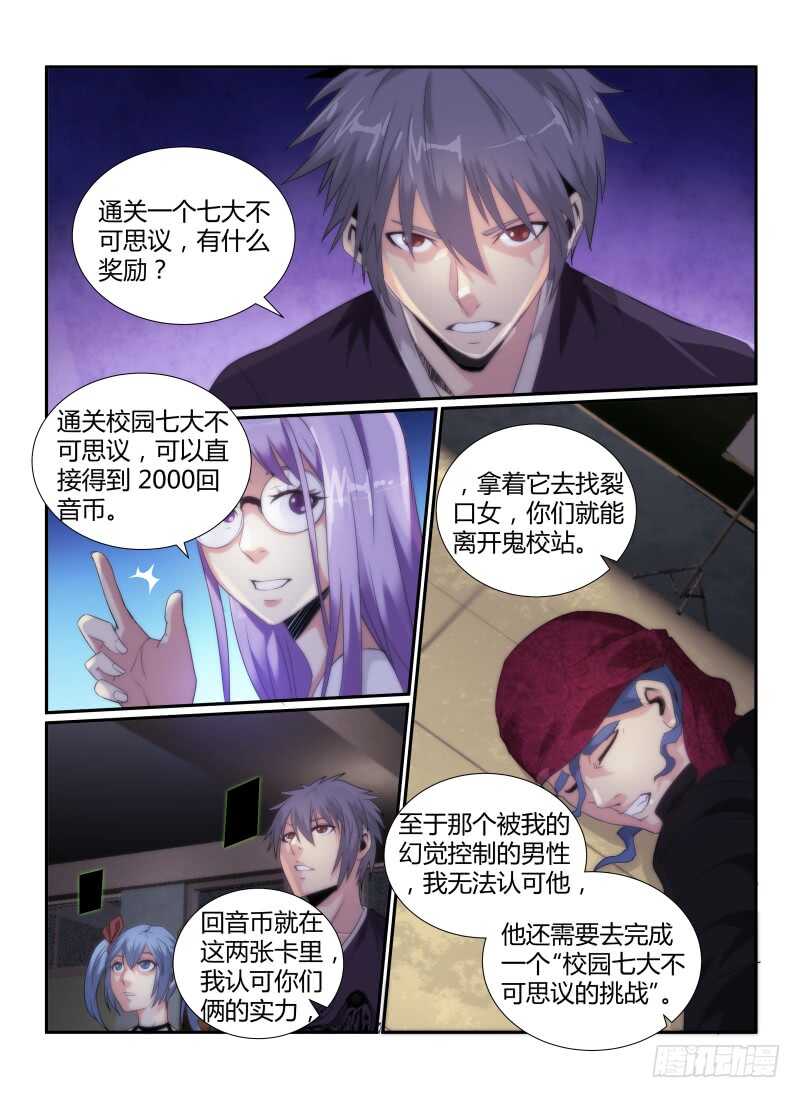 通关一个七大不
可思议，有什么
奖励？
通关校园七大不
可思议，可以直
接得到 2000回
音币。
回音币就在
这两张卡里，
我认可你们
俩的实力，
，拿着它去找裂
口女，你们就能
离开鬼校站。
至于那个被我的
幻觉控制的男性
，我无法认可他，
他还需要去完成
一个“校园七大不
可思议的挑战”。
腾讯动漫